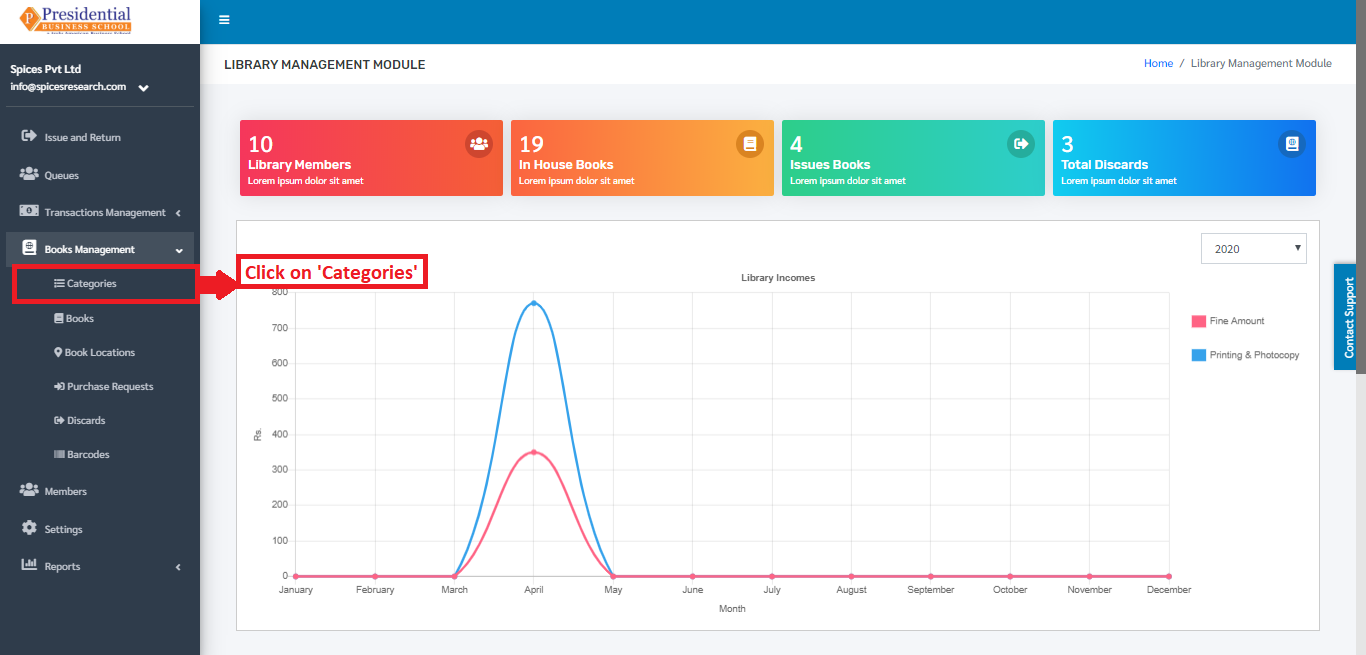 Presidential
BUSINESS SCHOOL
LIBRARY MANAGEMENT MODULE
Home / Library Management Module
Spices Pvt Ltd
info@spicesresearch.com
Issue and Return
Queues
Transactions Management
Books Management
Categories
Books
Book Locations
Purchase Requests
Discards
Barcodes
Members
Settings
Reports
10
Library Members
Lorem ipsum dolor sit amet
19
In House Books
Lorem ipsum dolor sit amet
4
Issues Books
Lorem ipsum dolor sit amet
3
Total Discards
Lorem ipsum dolor sit amet
2020
Click on 'Categories'
Library Incomes
800
700
600
500
400
300
200
100
0
Rs.
January February March April May June July August September October November December
Month
Fine Amount
Printing & Photocopy
Contact Support